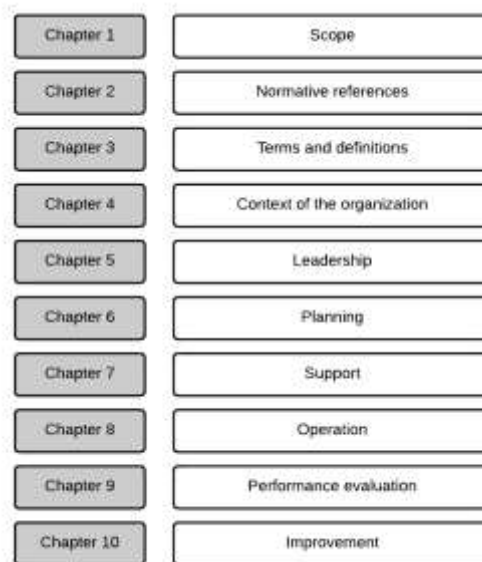 Chapter 1 Scope
Chapter 2 Normative references
Chapter 3 Terms and definitions
Chapter 4 Context of the organization
Chapter 5 Leadership
Chapter 6 Planning
Chapter 7 Support
Chapter 8 Operation
Chapter 9 Performance evaluation
Chapter 10 Improvement